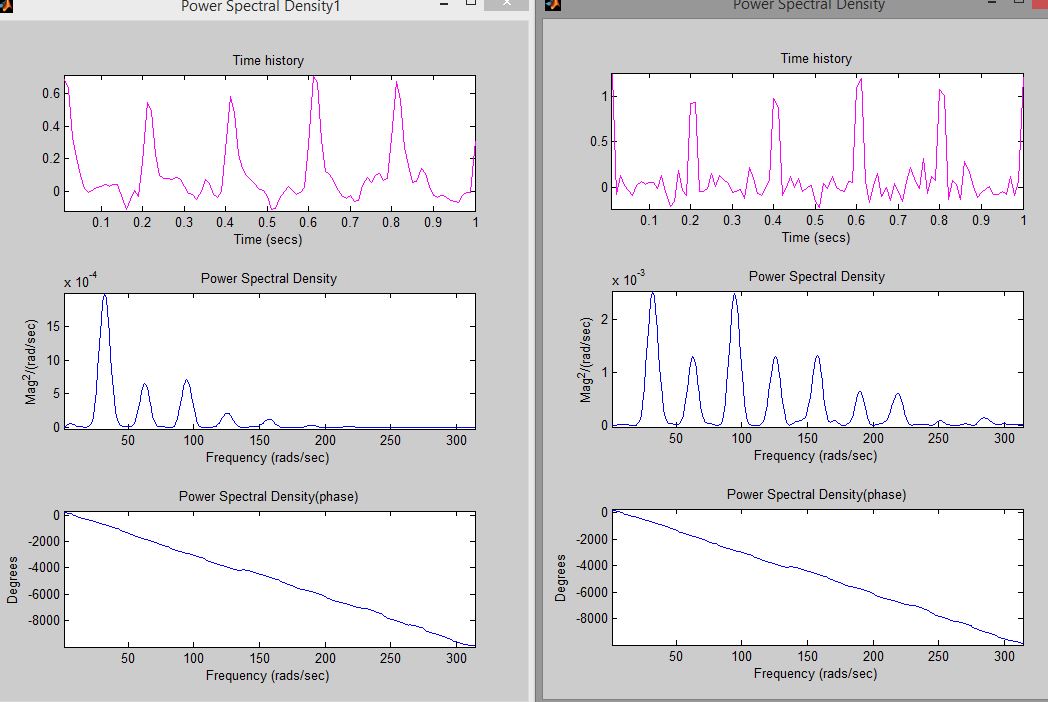 Power Spectral Density1
Time history
0.6
0.4
0.2
0
0.1 0.2 0.3 0.4 0.5 0.6 0.7 0.8 0.9 1
Time (secs)
x 10-4
Power Spectral Density
Mag2/(rad/sec)
15
10
5
0
50 100 150 200 250 300
Frequency (rads/sec)
Power Spectral Density(phase)
Degrees
0
-2000
-4000
-6000
-8000
50 100 150 200 250 300
Frequency (rads/sec)
Power Spectral Density
Time history
1
0.5
0
0.1 0.2 0.3 0.4 0.5 0.6 0.7 0.8 0.9 1
Time (secs)
x 10-3
Power Spectral Density
Mag2/(rad/sec)
2
1
0
50 100 150 200 250 300
Frequency (rads/sec)
Power Spectral Density(phase)
Degrees
0
-2000
-4000
-6000
-8000
50 100 150 200 250 300
Frequency (rads/sec)